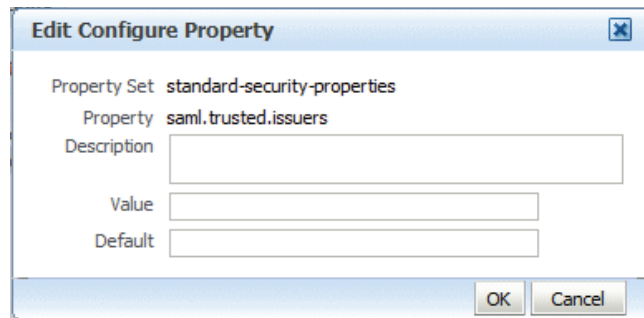 Edit Configure Property
Property Set standard-security-properties
Property saml.trusted.issuers
Description
Value
Default
OK Cancel